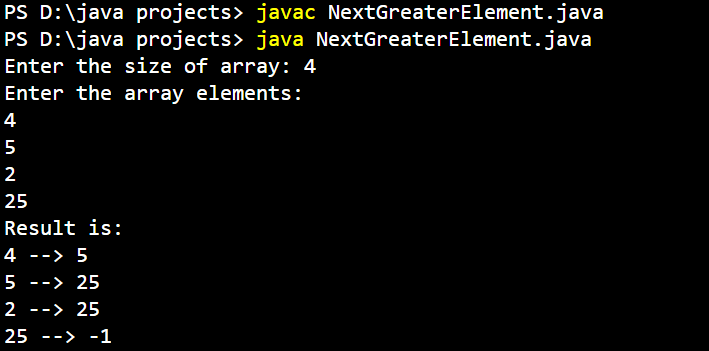 PS D:\java projects> javac NextGreaterElement.java
PS D:\java projects> java NextGreaterElement.java
Enter the size of array: 4
Enter the array elements:
4
5
2
25
Result is:
4 --> 5
5 --> 25
2 --> 25
25 --> -1